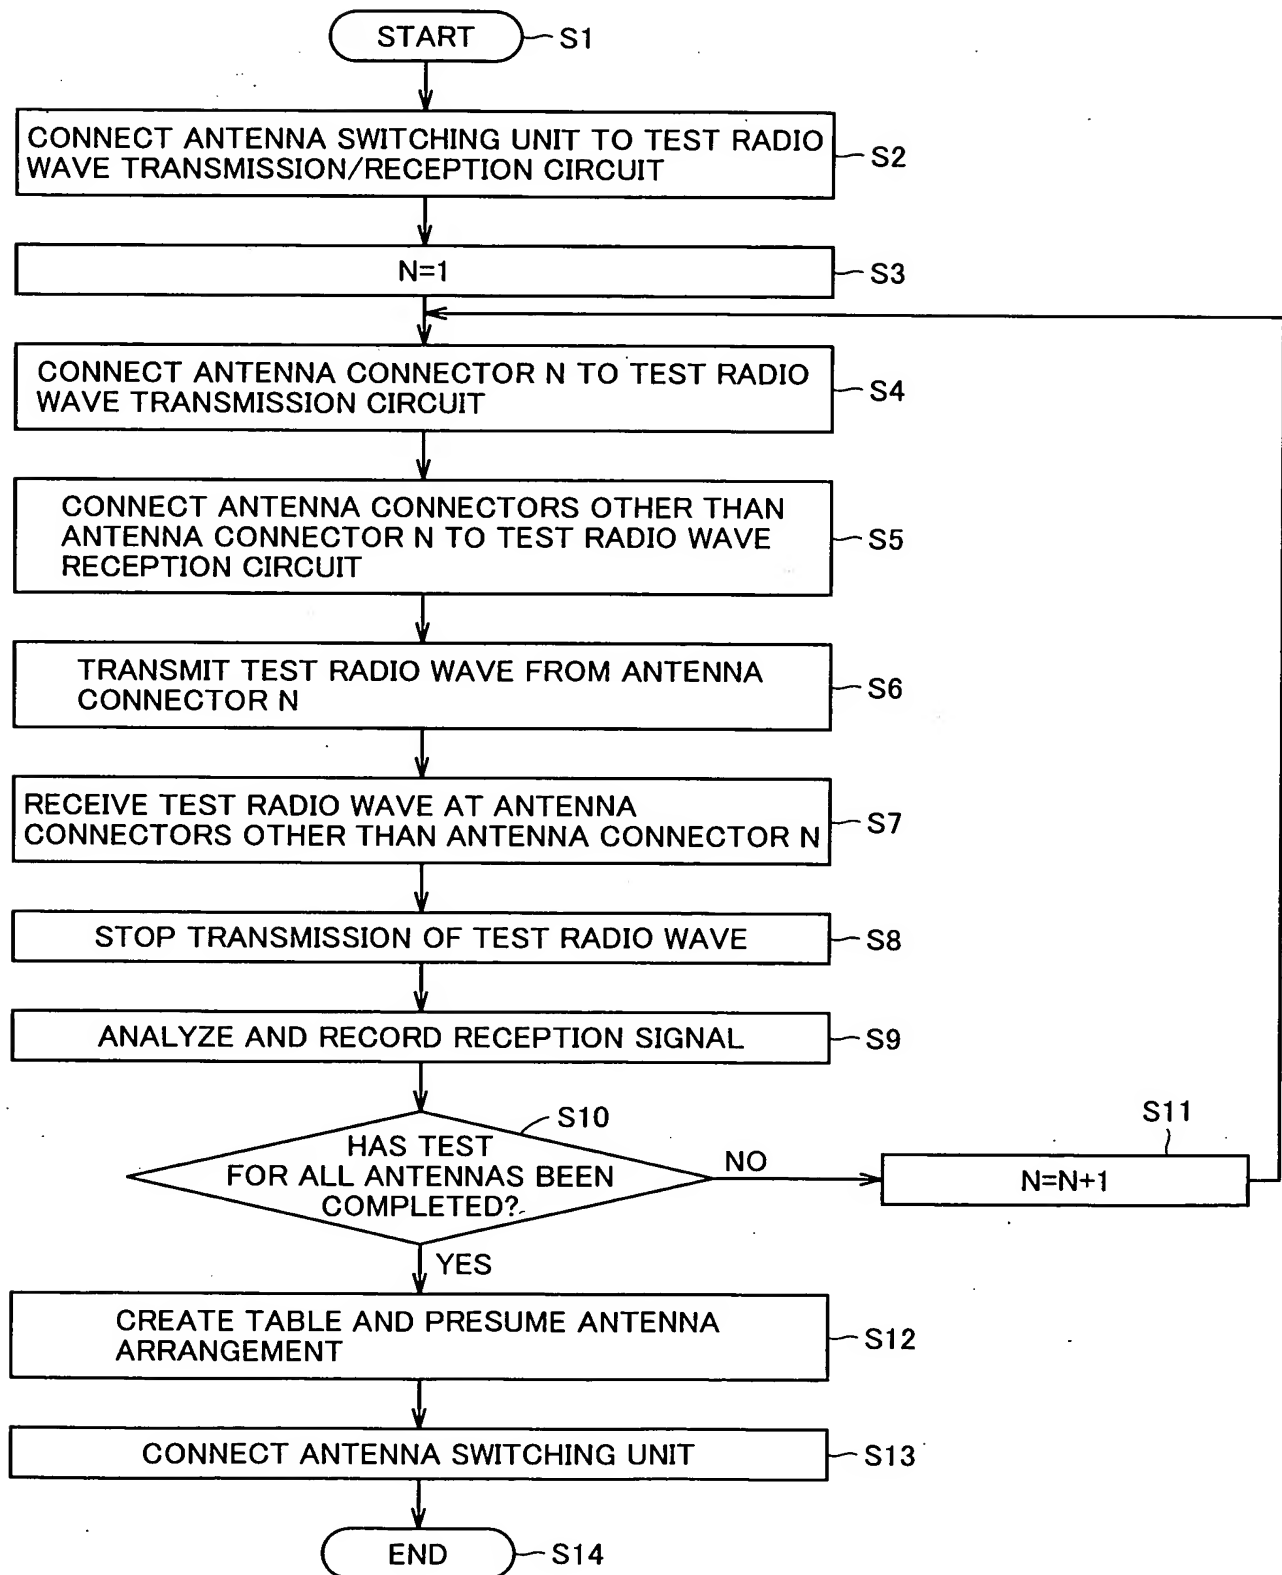 START
S1
CONNECT ANTENNA SWITCHING UNIT TO TEST RADIO
WAVE TRANSMISSION/RECEPTION CIRCUIT
S2
N=1
S3
CONNECT ANTENNA CONNECTOR N TO TEST RADIO
WAVE TRANSMISSION CIRCUIT
S4
CONNECT ANTENNA CONNECTORS OTHER THAN
ANTENNA CONNECTOR N TO TEST RADIO WAVE
RECEPTION CIRCUIT
S5
TRANSMIT TEST RADIO WAVE FROM ANTENNA
CONNECTOR N
S6
RECEIVE TEST RADIO WAVE AT ANTENNA
CONNECTORS OTHER THAN ANTENNA CONNECTOR N
S7
STOP TRANSMISSION OF TEST RADIO WAVE
S8
ANALYZE AND RECORD RECEPTION SIGNAL
S9
HAS TEST
FOR ALL ANTENNAS BEEN
COMPLETED?
S10
NO
S11
N=N+1
YES
CREATE TABLE AND PRESUME ANTENNA
ARRANGEMENT
S12
CONNECT ANTENNA SWITCHING UNIT
S13
END
S14